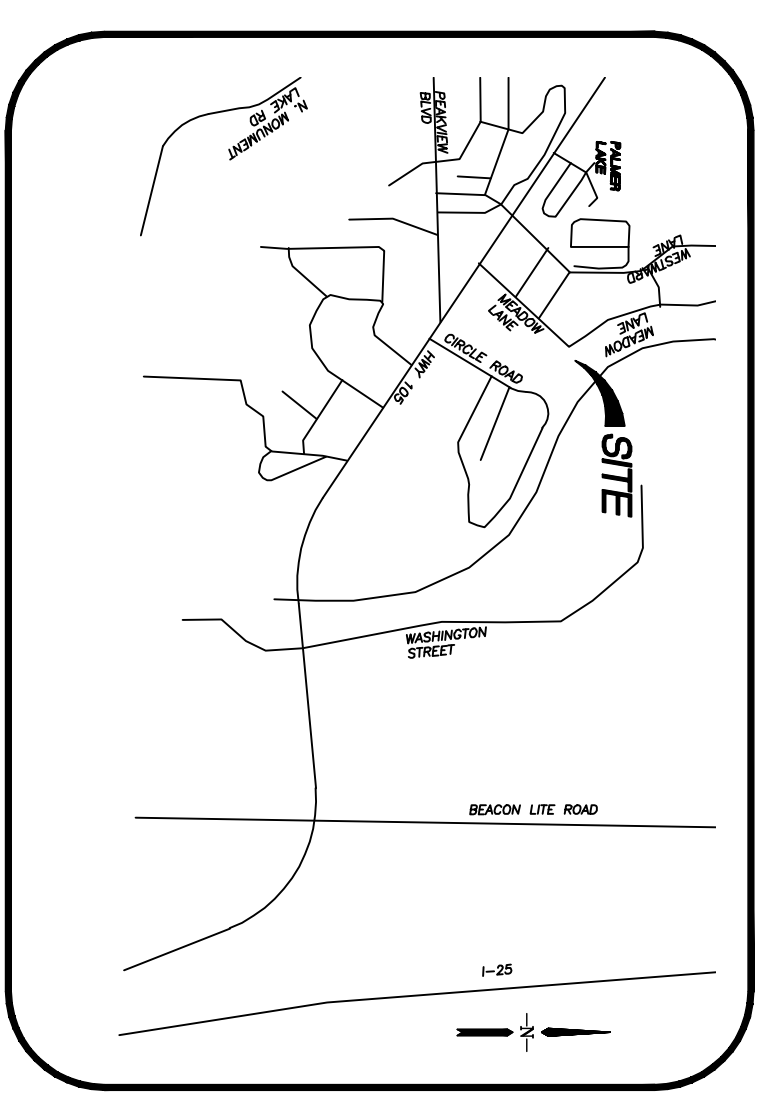 N. MONUMENT
LAKE RD
PEAKVIEW
BLVD
PALMER
LAKE
WESTWARD
LANE
MEADOW
LANE
MEADOW
LANE
CIRCLE ROAD
HWY 105
SITE
WASHINGTON
STREET
BEACON LITE ROAD
I-25
-N-